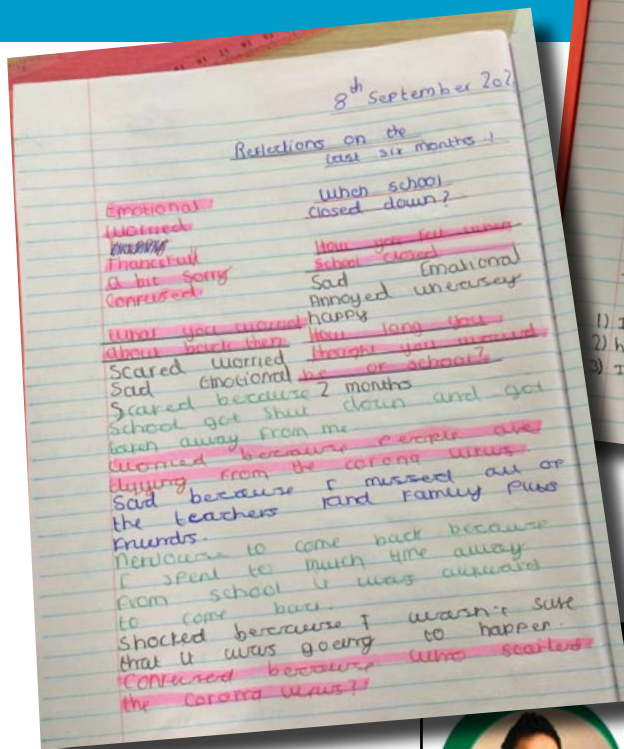 8th September 202
Reflections on the
last six months!
When school
closed down?
Emotional
worried
Thanksfull
a bit sorry
Confused
How you felt when
School closed
Sad Emotional
Annoyed uneasey
happy
what you worried
about back then
Scared worried
Sad Emotional
How long you
thought you would
be of school?
2 months
Scared because
School got shut down and got
taken away from me
worried because people are
dyying from the corona virus
Sad because I missed all of
the teachers and Family plus
Friends.
nervouse to come back because
I spent to much time away
from school it was awkward
to come back.
Shocked because I wasn't sure
that it was going to happen.
Confused because who started
the corona virus?
1) I
2) h
3) I